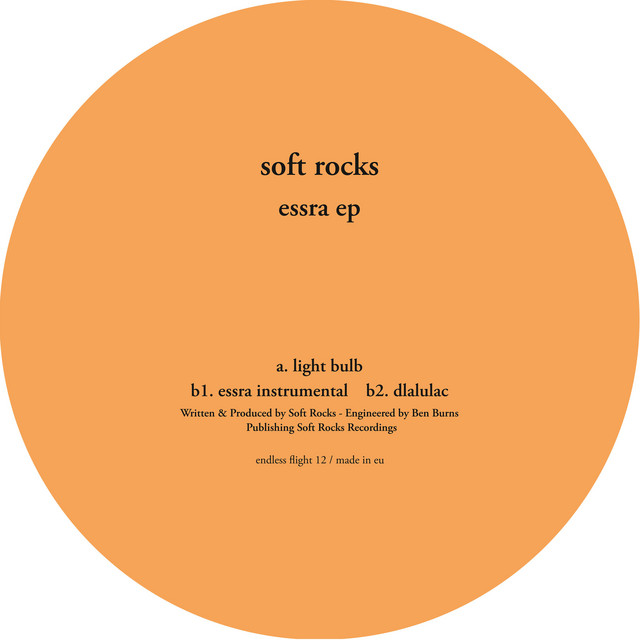 soft rocks
essra ep
a. light bulb
b1. essra instrumental b2. dlalulac
Written & Produced by Soft Rocks - Engineered by Ben Burns
Publishing Soft Rocks Recordings
endless flight 12 / made in eu